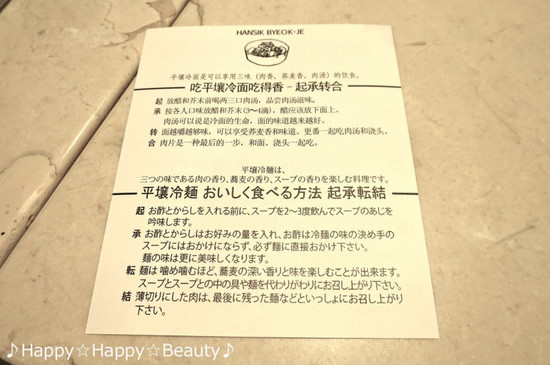 HANSIK BYEOK-JE
平壤冷面是可以享用三味（肉香、荞麦香、肉汤）的饮食。
吃平壤冷面吃得香 – 起承转合
起 放醋和芥末前喝两三口肉汤，品尝肉汤滋味。
承 按各人口味放醋和芥末(3〜4滴)，醋应该放下面上。
肉汤可以说是冷面的生命，面的味道越来越好。
转 面越嚼越鲜味，可以享受荞麦香和味道。更番一起吃肉汤和浇头。
合 肉片是一种最后的一步，和面，浇头一起吃。
平壌冷麺は、
三つの味である肉の香り、蕎麦の香り、スープの香りを楽しむ料理です。
平壌冷麺 おいしく食べる方法 起承転結
起 お酢とからしを入れる前に、スープを2〜3度飲んでスープのあじを
吟味します。
承 お酢とからしはお好みの量を入れ、お酢は冷麺の味の決め手の
スープにはおかけにならず、必ず麺に直接おかけ下さい。
麺の味は更に美味しくなります。
転 麺は噛め噛むほど、蕎麦の深い香りと味を楽しむことが出来ます。
スープとスープとの中の具や麺を代わりがわりにお召し上がり下さい。
結 薄切りにした肉は、最後に残った麺などといっしょにお召し上がり
下さい。
♪Happy☆Happy☆Beauty♪